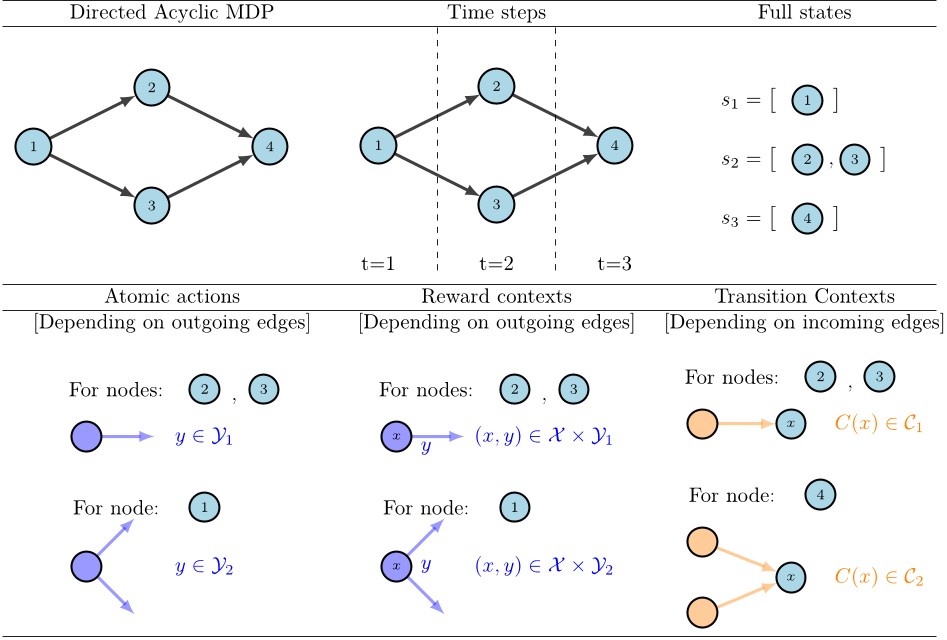 Directed Acyclic MDP Time steps Full states
1 2 3 4
1 2 3 4
t=1 t=2 t=3
s₁ = [ 1 ]
s₂ = [ 2 , 3 ]
s₃ = [ 4 ]
Atomic actions Reward contexts Transition Contexts
[Depending on outgoing edges] [Depending on outgoing edges] [Depending on incoming edges]
For nodes: 2 , 3
y ∈ 𝒴₁
For node: 1
y ∈ 𝒴₂
For nodes: 2 , 3
x y (x, y) ∈ 𝒳 × 𝒴₁
For node: 1
x y (x, y) ∈ 𝒳 × 𝒴₂
For nodes: 2 , 3
x C(x) ∈ 𝒞₁
For node: 4
x C(x) ∈ 𝒞₂